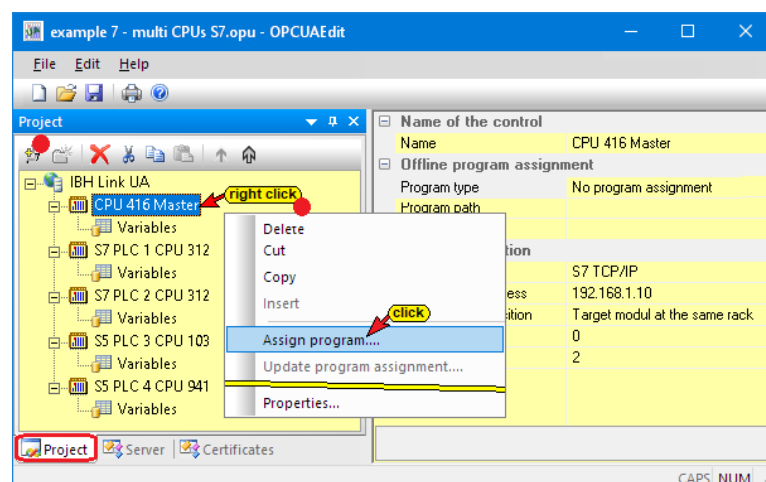 example 7 - multi CPUs S7.opu - OPCUAEdit
File Edit Help
Project
IBH Link UA
CPU 416 Master
Variables
S7 PLC 1 CPU 312
Variables
S7 PLC 2 CPU 312
Variables
S5 PLC 3 CPU 103
Variables
S5 PLC 4 CPU 941
Variables
right click
Delete
Cut
Copy
Insert
click
Assign program....
Update program assignment....
Properties...
Name of the control
Name CPU 416 Master
Offline program assignment
Program type No program assignment
Program path
tion
S7 TCP/IP
ess 192.168.1.10
ition Target modul at the same rack
0
2
Project Server Certificates
CAPS NUM